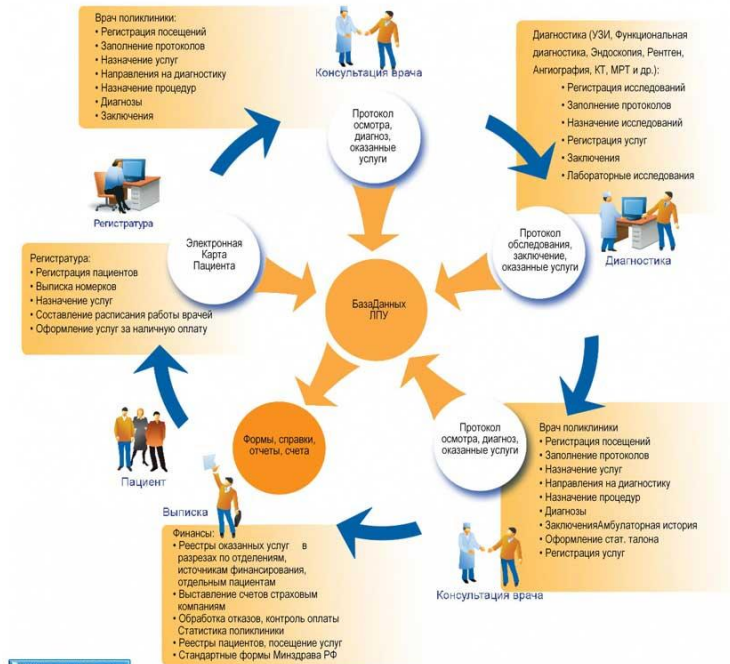 Врач поликлиники:
• Регистрация посещений
• Заполнение протоколов
• Назначение услуг
• Направления на диагностику
• Назначение процедур
• Диагнозы
• Заключения
Консультация врача
Протокол
осмотра,
диагноз,
оказанные
услуги
Диагностика (УЗИ, Функциональная
диагностика, Эндоскопия, Рентген,
Ангиография, КТ, МРТ и др.):
• Регистрация исследований
• Заполнение протоколов
• Назначение исследований
• Регистрация услуг
• Заключения
• Лабораторные исследования
Диагностика
Протокол
обследования,
заключение,
оказанные услуги
Регистратура
Электронная
Карта
Пациента
Регистратура:
• Регистрация пациентов
• Выписка номерков
• Назначение услуг
• Составление расписания работы врачей
• Оформление услуг за наличную оплату
БазаДанных
ЛПУ
Формы, справки,
отчеты, счета
Протокол
осмотра, диагноз,
оказанные услуги
Врач поликлиники
• Регистрация посещений
• Заполнение протоколов
• Назначение услуг
• Направления на диагностику
• Назначение процедур
• Диагнозы
• ЗаключенияАмбулаторная история
• Оформление стат. талона
• Регистрация услуг
Консультация врача
Пациент
Выписка
Финансы:
• Реестры оказанных услуг в
разрезах по отделениям,
источникам финансирования,
отдельным пациентам
• Выставление счетов страховым
компаниям
• Обработка отказов, контроль оплаты
Статистика поликлиники
• Реестры пациентов, посещение услуг
• Стандартные формы Минздрава РФ